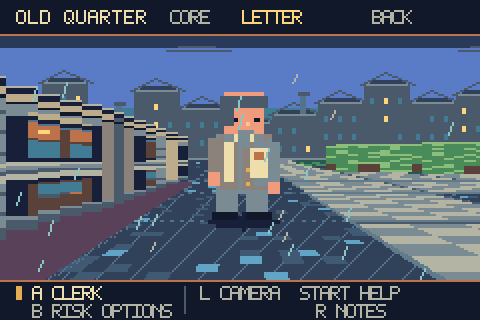 OLD QUARTER CORE LETTER BACK
A CLERK L CAMERA START HELP
B RISK OPTIONS R NOTES